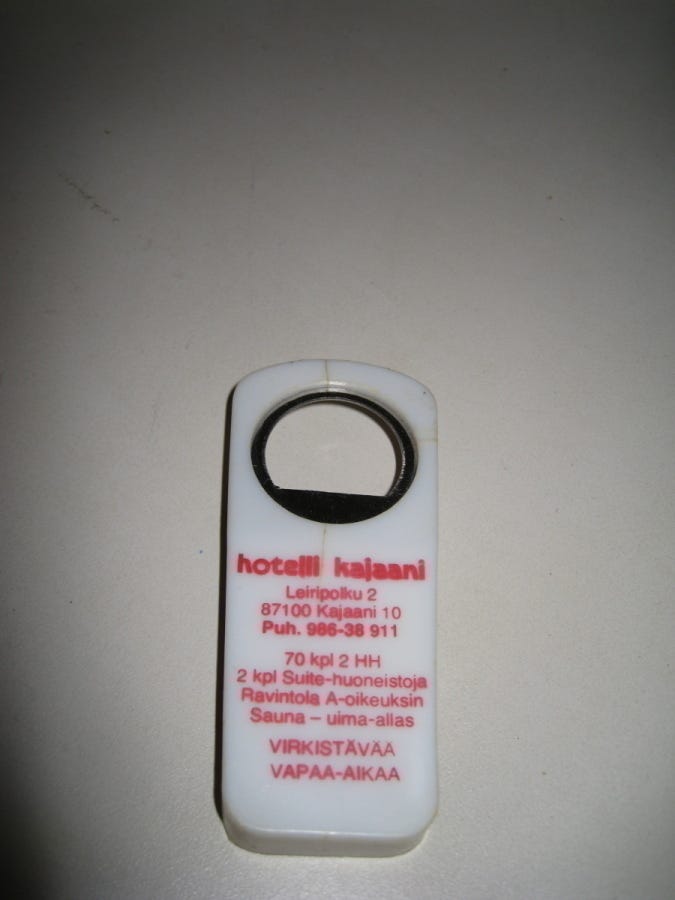 hotelli kajaani
Leiripolku 2
87100 Kajaani 10
Puh. 986-38 911
70 kpl 2 HH
2 kpl Suite-huoneistoja
Ravintola A-oikeuksin
Sauna – uima-allas
VIRKISTÄVÄÄ
VAPAA-AIKAA